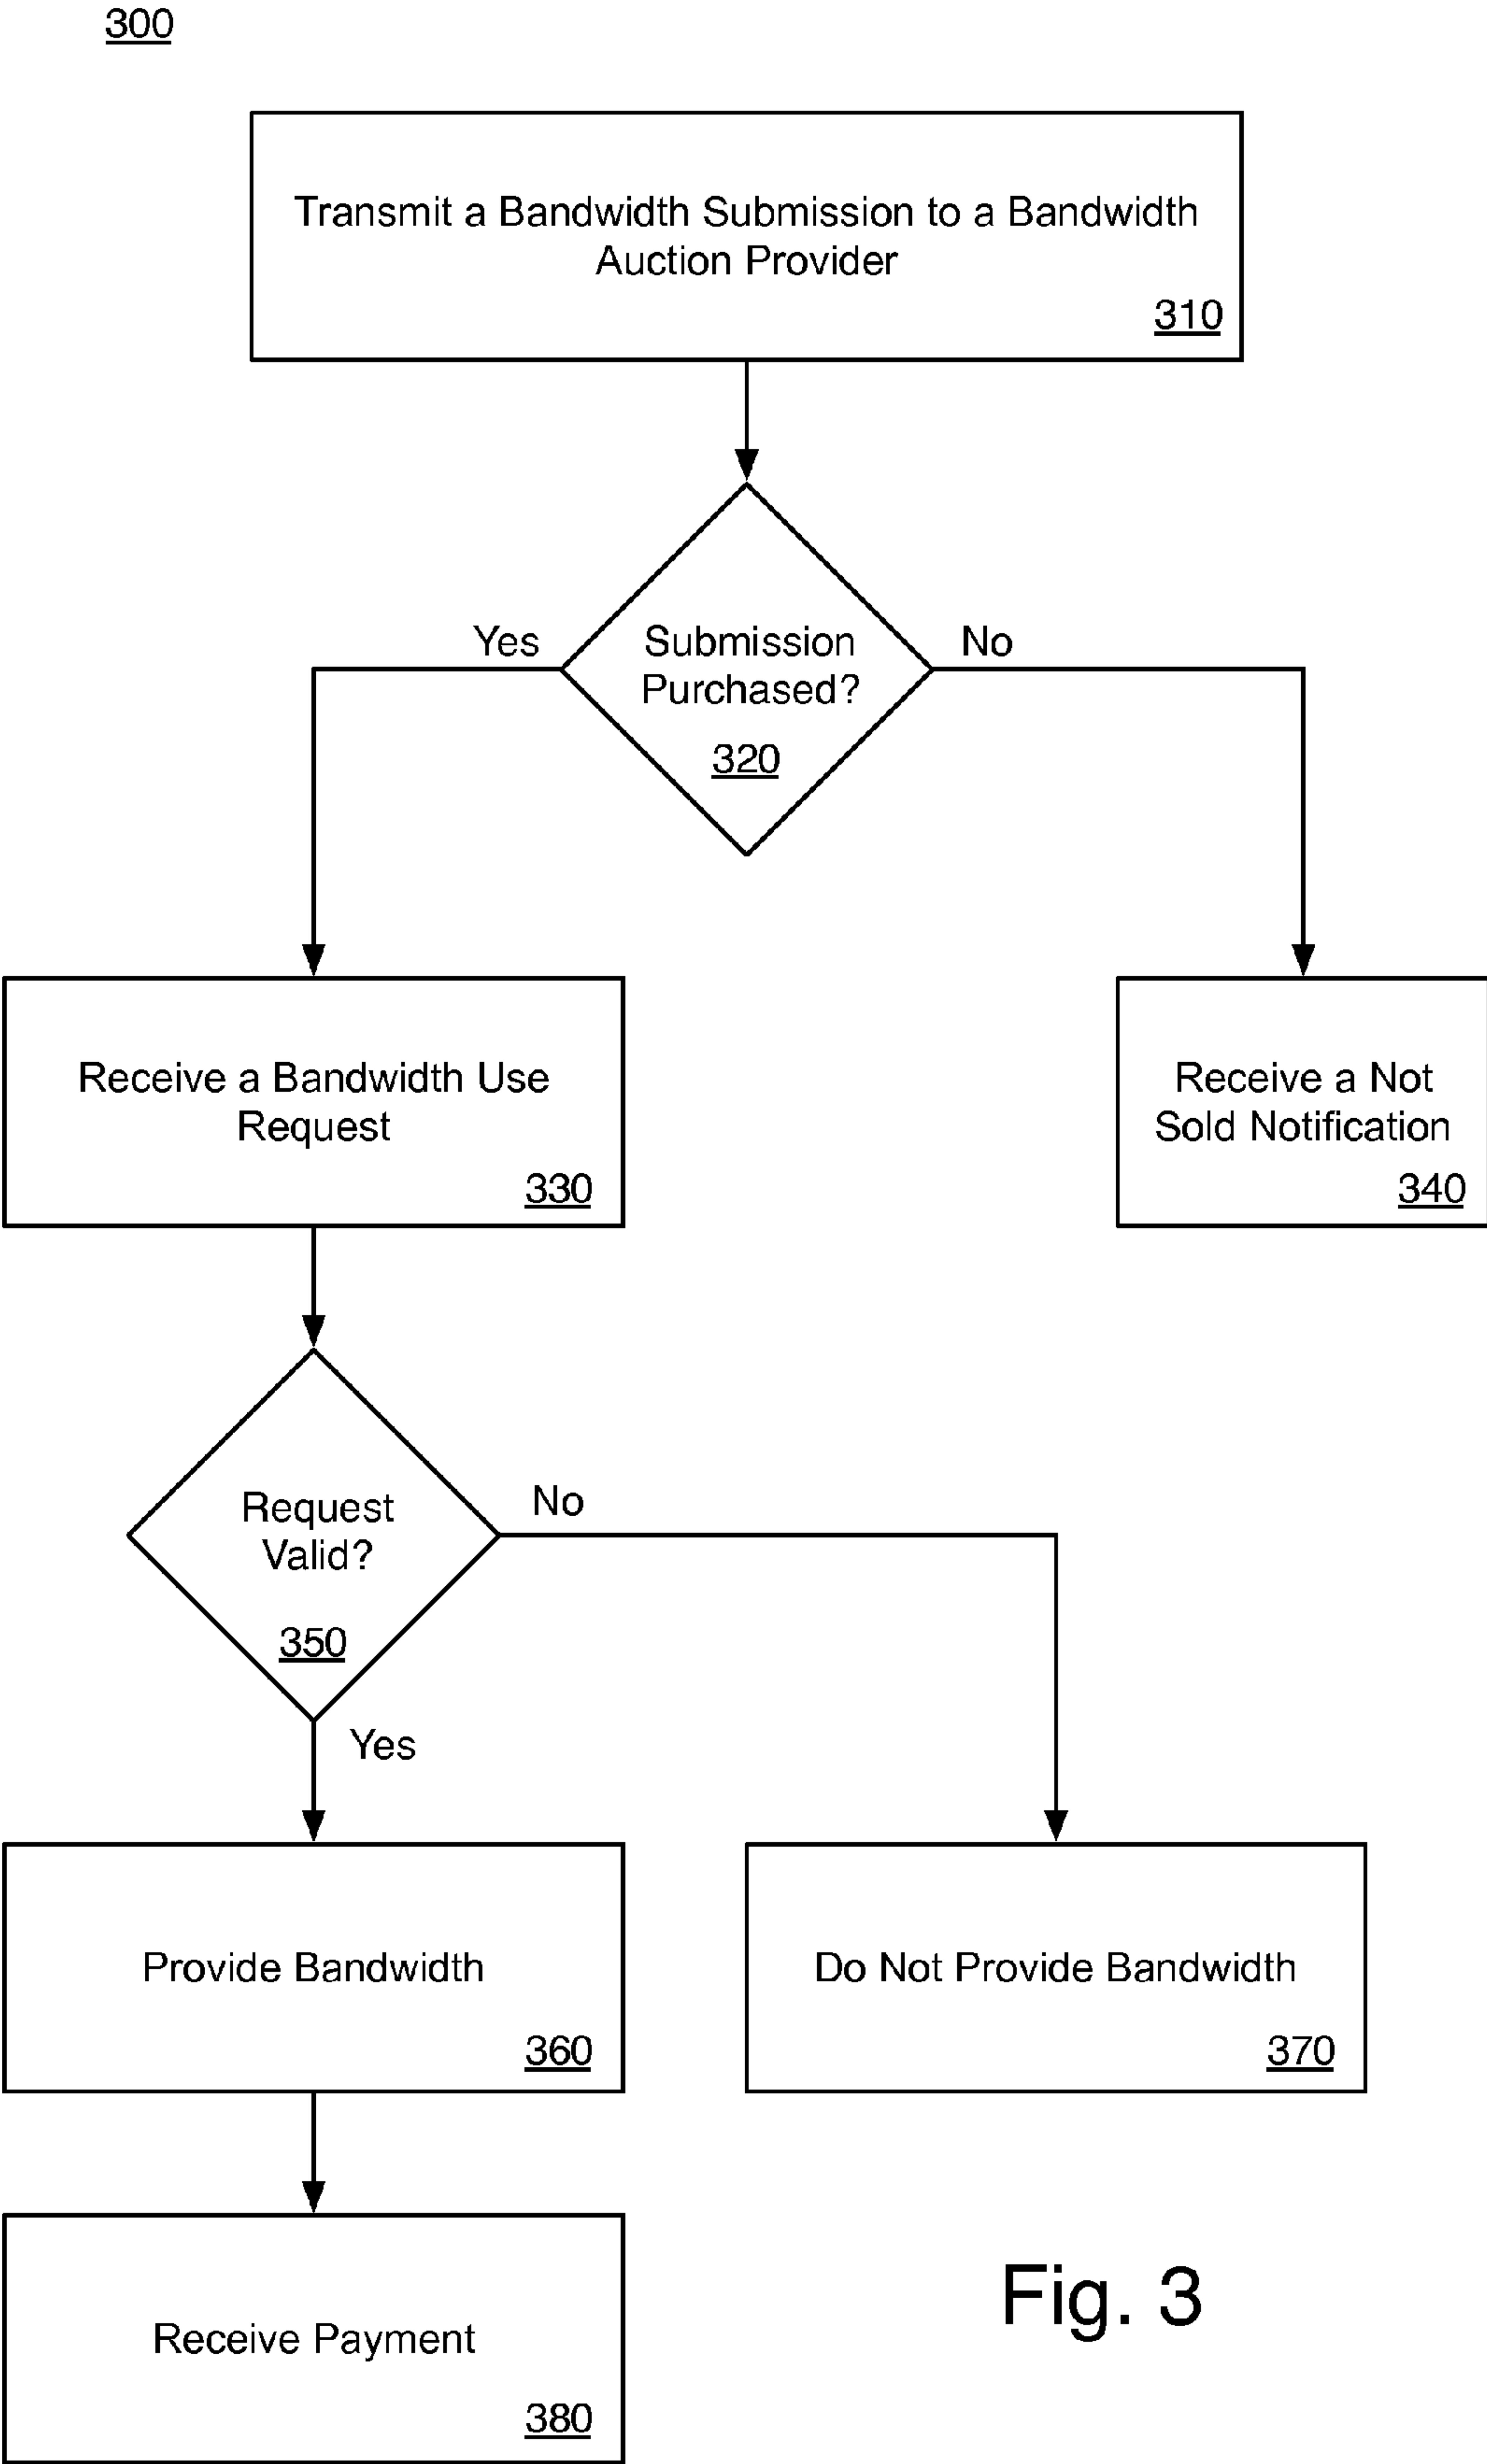 300
Transmit a Bandwidth Submission to a Bandwidth
Auction Provider
310
Yes
Submission
Purchased?
320
No
Receive a Bandwidth Use
Request
330
Receive a Not
Sold Notification
340
Request
Valid?
350
No
Yes
Provide Bandwidth
360
Do Not Provide Bandwidth
370
Receive Payment
380
Fig. 3